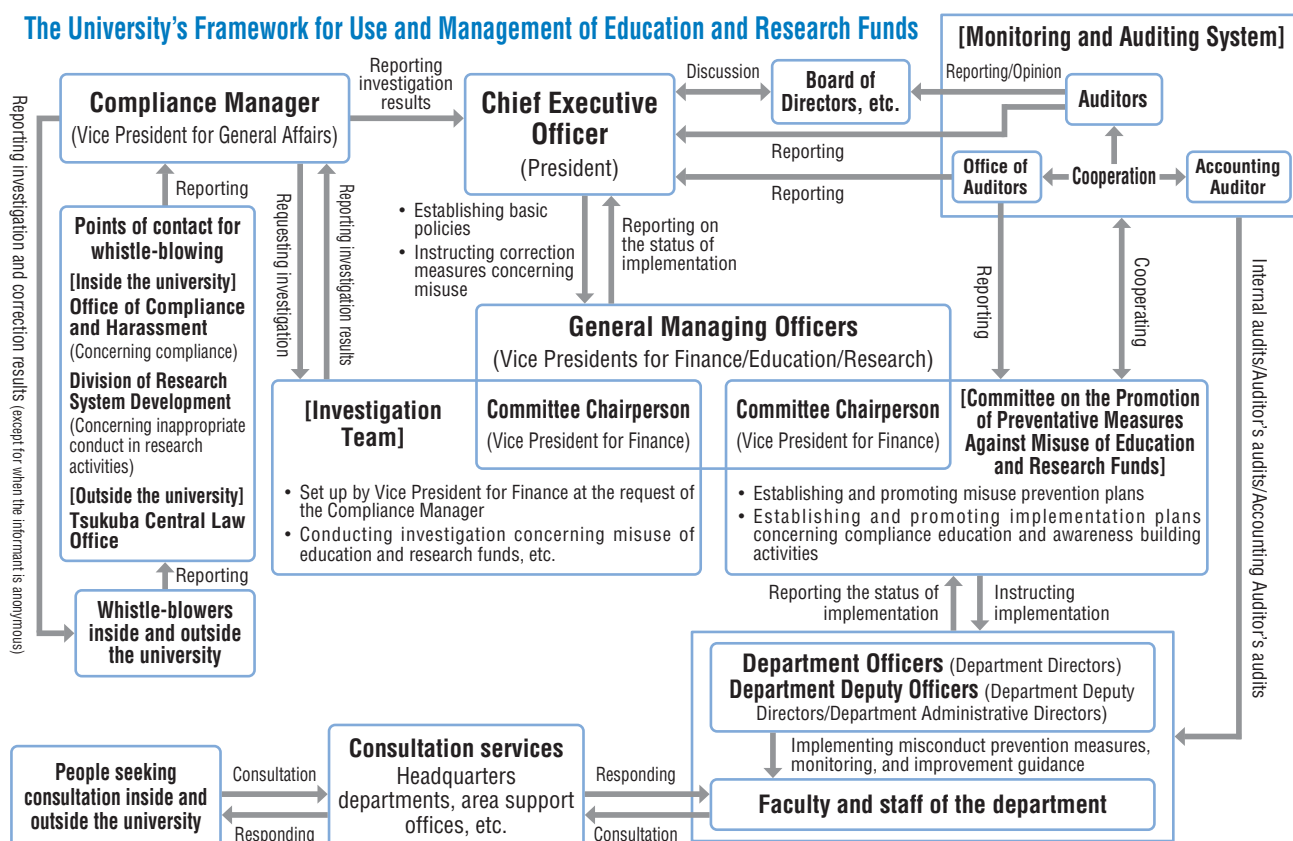 The University's Framework for Use and Management of Education and Research Funds
[Monitoring and Auditing System]
Reporting/Opinion
Auditors
Office of
Auditors
Cooperation
Accounting
Auditor
Board of
Directors, etc.
Discussion
Reporting
Reporting
Chief Executive
Officer
(President)
Reporting
investigation
results
Compliance Manager
(Vice President for General Affairs)
Reporting investigation and correction results (except for when the informant is anonymous)
Reporting
Points of contact for
whistle-blowing
[Inside the university]
Office of Compliance
and Harassment
(Concerning compliance)
Division of Research
System Development
(Concerning inappropriate
conduct in research
activities)
[Outside the university]
Tsukuba Central Law
Office
Reporting
Whistle-blowers
inside and outside
the university
Requesting investigation
Reporting investigation results
• Establishing basic
policies
• Instructing correction
measures concerning
misuse
Reporting on
the status of
implementation
Reporting
Cooperating
Internal audits/Auditor's audits/Accounting Auditor's audits
General Managing Officers
(Vice Presidents for Finance/Education/Research)
[Investigation
Team]
Committee Chairperson
(Vice President for Finance)
• Set up by Vice President for Finance at the request of
the Compliance Manager
• Conducting investigation concerning misuse of
education and research funds, etc.
Committee Chairperson
(Vice President for Finance)
[Committee on the Promotion
of Preventative Measures
Against Misuse of Education
and Research Funds]
• Establishing and promoting misuse prevention plans
• Establishing and promoting implementation plans
concerning compliance education and awareness building
activities
Reporting the status of
implementation
Instructing
implementation
Department Officers (Department Directors)
Department Deputy Officers (Department Deputy
Directors/Department Administrative Directors)
Implementing misconduct prevention measures,
monitoring, and improvement guidance
Faculty and staff of the department
People seeking
consultation inside and
outside the university
Consultation
Responding
Consultation services
Headquarters
departments, area support
offices, etc.
Responding
Consultation